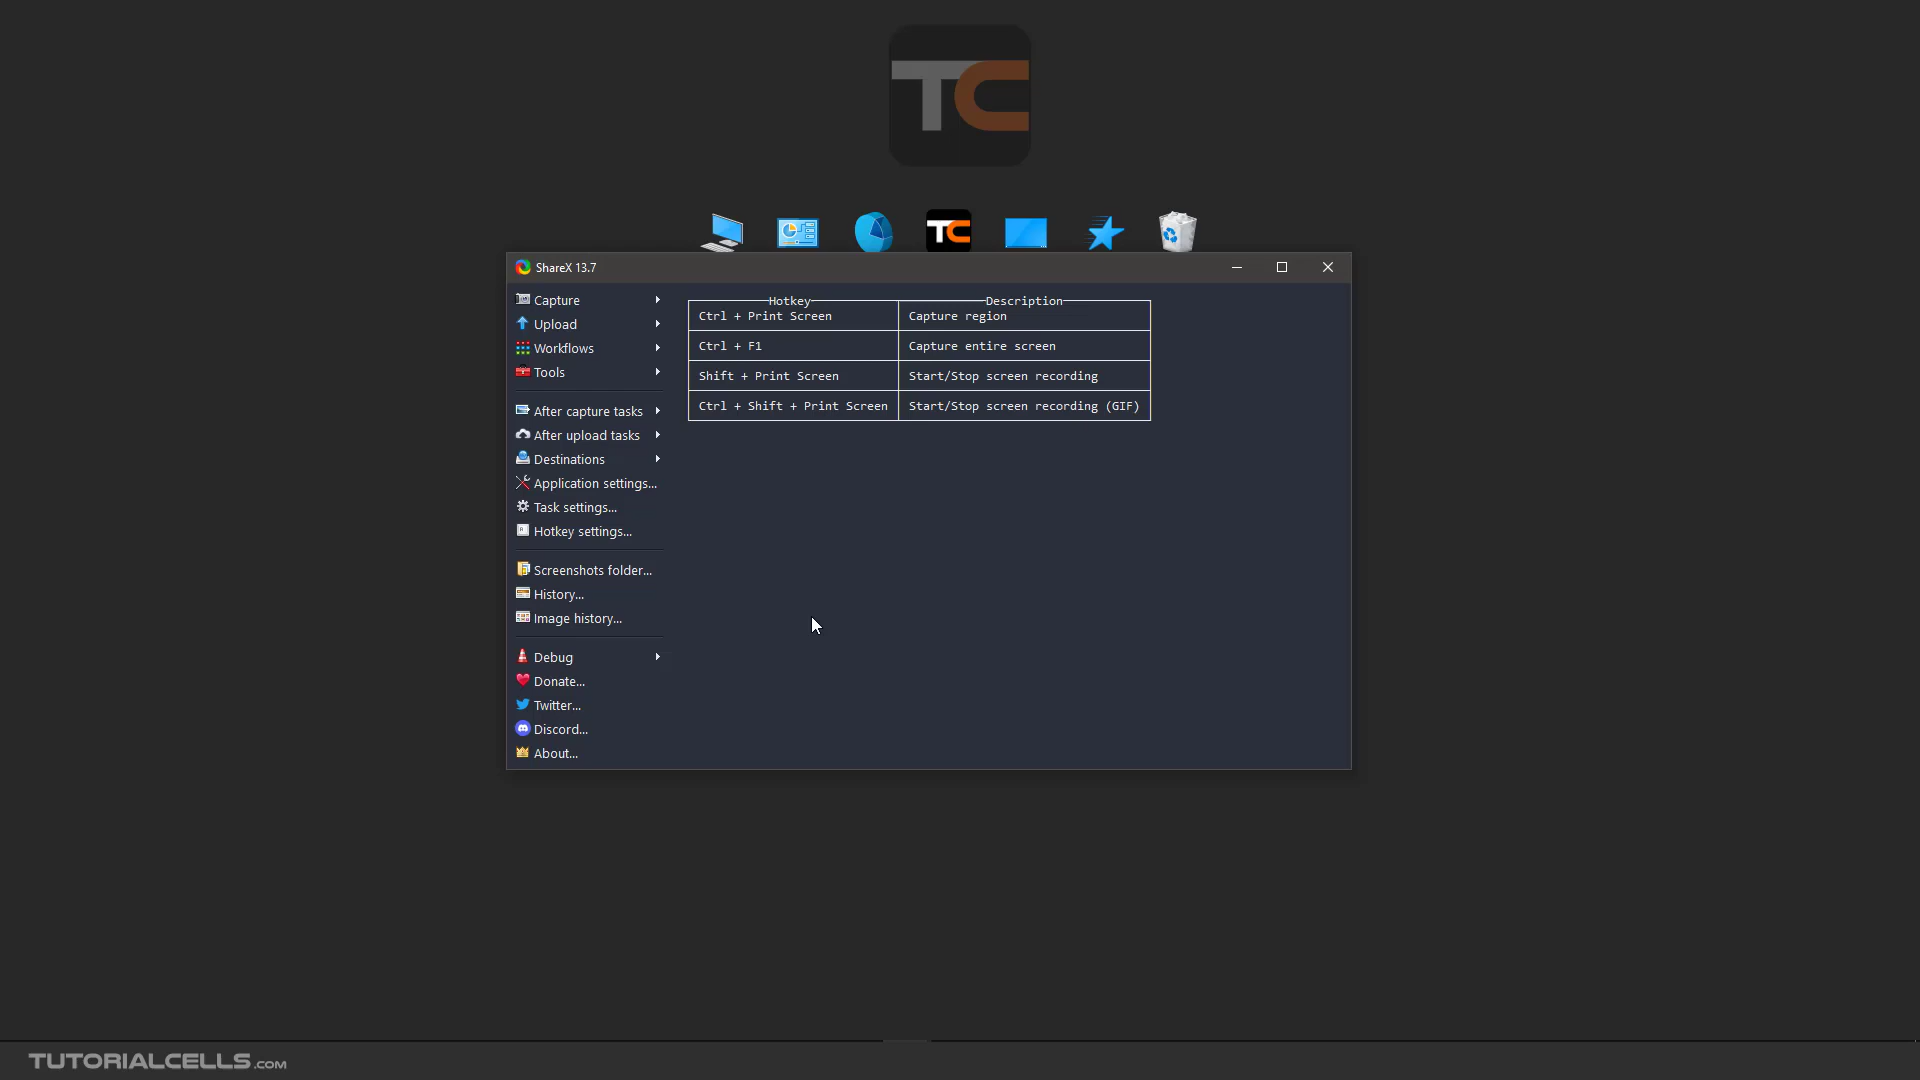 TC
TC
ShareX 13.7
Capture
Upload
Workflows
Tools
After capture tasks
After upload tasks
Destinations
Application settings...
Task settings...
Hotkey settings...
Screenshots folder...
History...
Image history...
Debug
Donate...
Twitter...
Discord...
About...
Hotkey Description
Ctrl + Print Screen Capture region
Ctrl + F1 Capture entire screen
Shift + Print Screen Start/Stop screen recording
Ctrl + Shift + Print Screen Start/Stop screen recording (GIF)
TUTORIALCELLS.COM